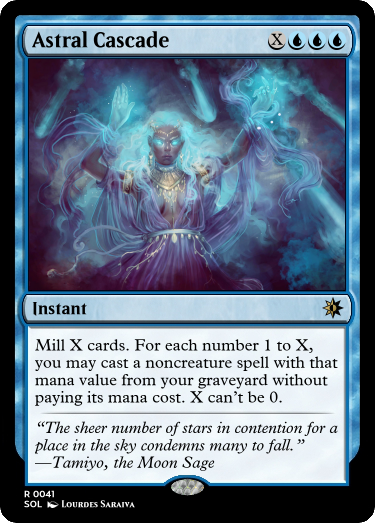 Astral Cascade X
Instant
Mill X cards. For each number 1 to X,
you may cast a noncreature spell with that
mana value from your graveyard without
paying its mana cost. X can't be 0.
“The sheer number of stars in contention for a
place in the sky condemns many to fall.”
—Tamiyo, the Moon Sage
R 0041
SOL Lourdes Saraiva